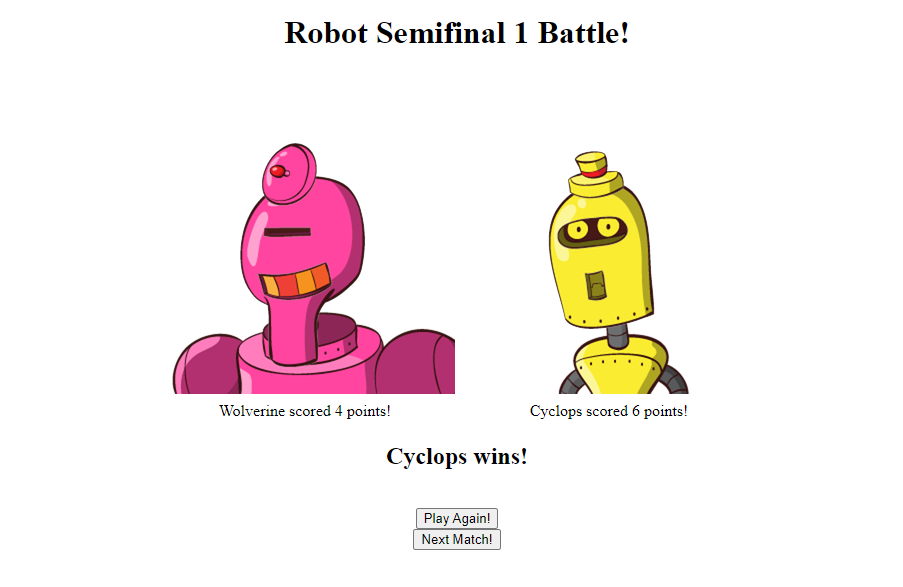 Robot Semifinal 1 Battle!
Wolverine scored 4 points!
Cyclops scored 6 points!
Cyclops wins!
Play Again!
Next Match!